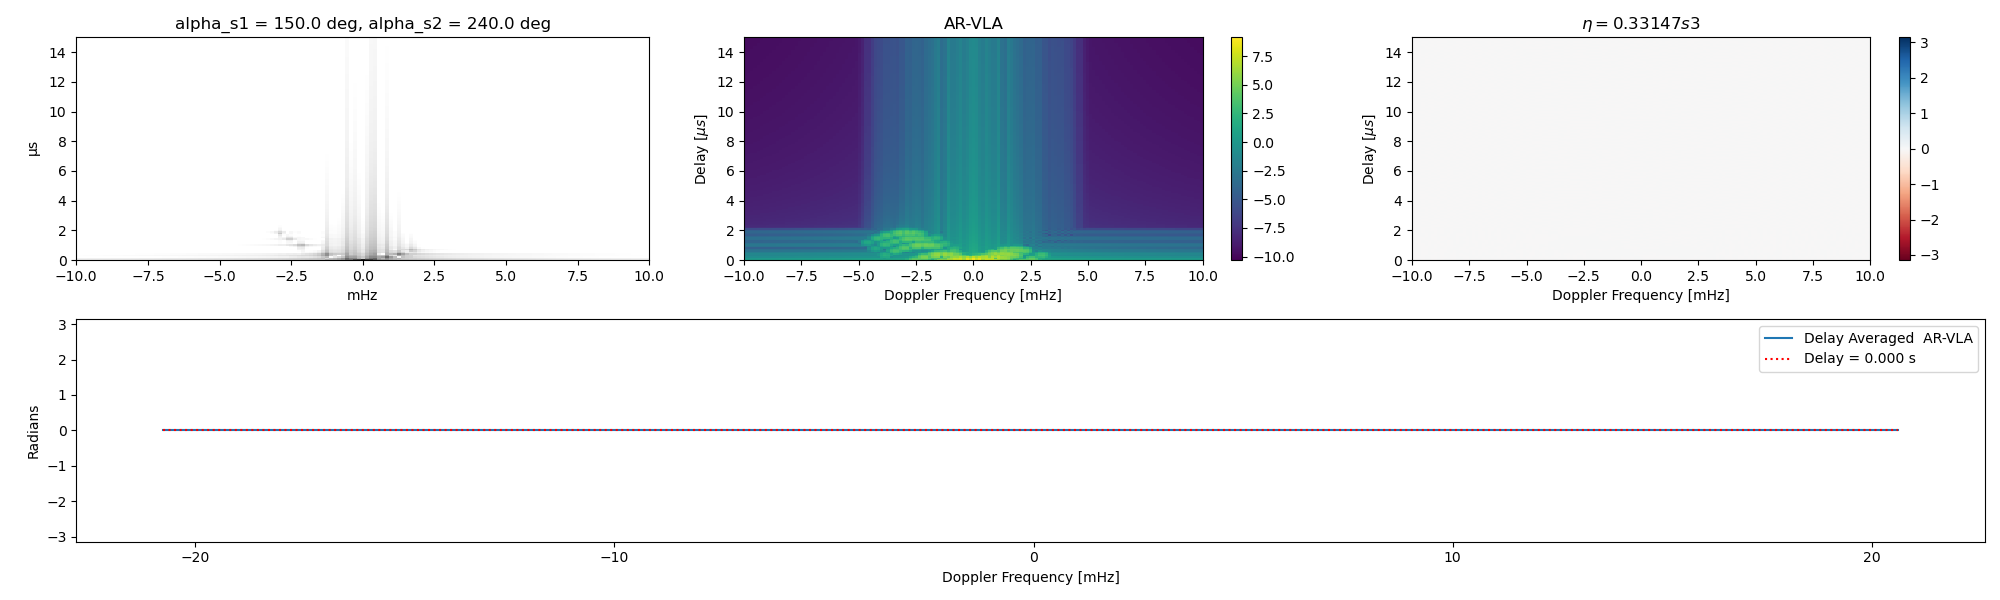 alpha_s1 = 150.0 deg, alpha_s2 = 240.0 deg
14
12
10
8
6
4
2
0
μs
−10.0 −7.5 −5.0 −2.5 0.0 2.5 5.0 7.5 10.0
mHz
AR-VLA
14
12
10
8
6
4
2
0
Delay [μs]
−10.0 −7.5 −5.0 −2.5 0.0 2.5 5.0 7.5 10.0
Doppler Frequency [mHz]
7.5
5.0
2.5
0.0
−2.5
−5.0
−7.5
−10.0
η = 0.33147s3
14
12
10
8
6
4
2
0
Delay [μs]
−10.0 −7.5 −5.0 −2.5 0.0 2.5 5.0 7.5 10.0
Doppler Frequency [mHz]
3
2
1
0
−1
−2
−3
3
2
1
0
−1
−2
−3
Radians
Delay Averaged AR-VLA
Delay = 0.000 s
−20 −10 0 10 20
Doppler Frequency [mHz]